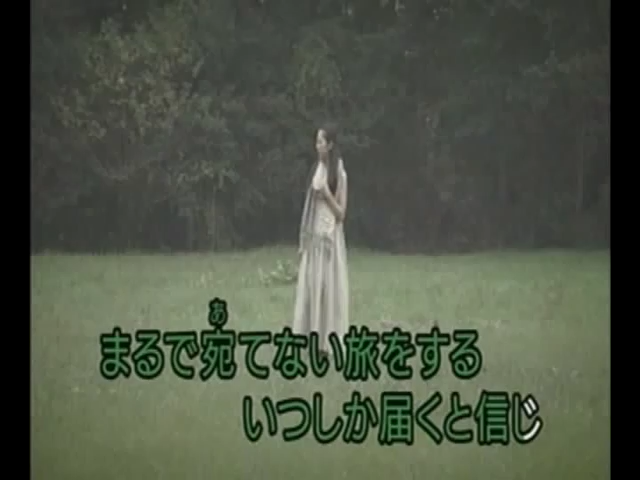 あ
まるで宛てない旅をする
いつしか届くと信じ